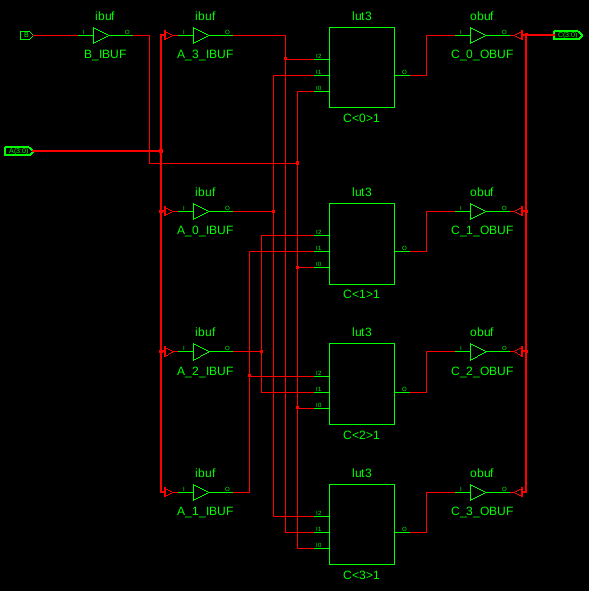 ibuf ibuf lut3 obuf
B I O I O I2 I1 I0 O I O C(3:0)
B_IBUF A_3_IBUF C_0_OBUF
C<0>1
A(3:0)
ibuf lut3 obuf
I O I2 I1 I0 O I O
A_0_IBUF C_1_OBUF
C<1>1
ibuf lut3 obuf
I O I2 I1 I0 O I O
A_2_IBUF C_2_OBUF
C<2>1
ibuf lut3 obuf
I O I2 I1 I0 O I O
A_1_IBUF C_3_OBUF
C<3>1